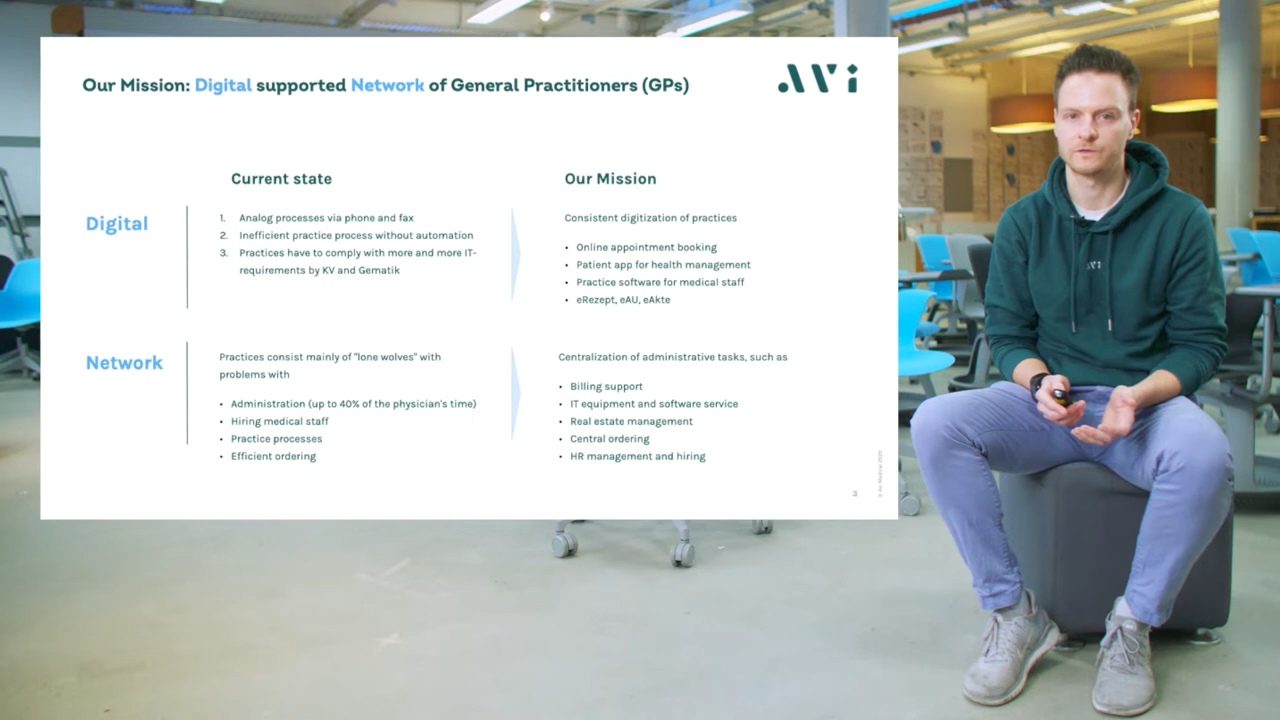 Our Mission: Digital supported Network of General Practitioners (GPs)
AVi
Current state
Our Mission
Digital
1. Analog processes via phone and fax
2. Inefficient practice process without automation
3. Practices have to comply with more and more IT-
requirements by KV and Gematik
Consistent digitization of practices
• Online appointment booking
• Patient app for health management
• Practice software for medical staff
• eRezept, eAU, eAkte
Network
Practices consist mainly of "lone wolves" with
problems with
• Administration (up to 40% of the physician's time)
• Hiring medical staff
• Practice processes
• Efficient ordering
Centralization of administrative tasks, such as
• Billing support
• IT equipment and software service
• Real estate management
• Central ordering
• HR management and hiring
AVi